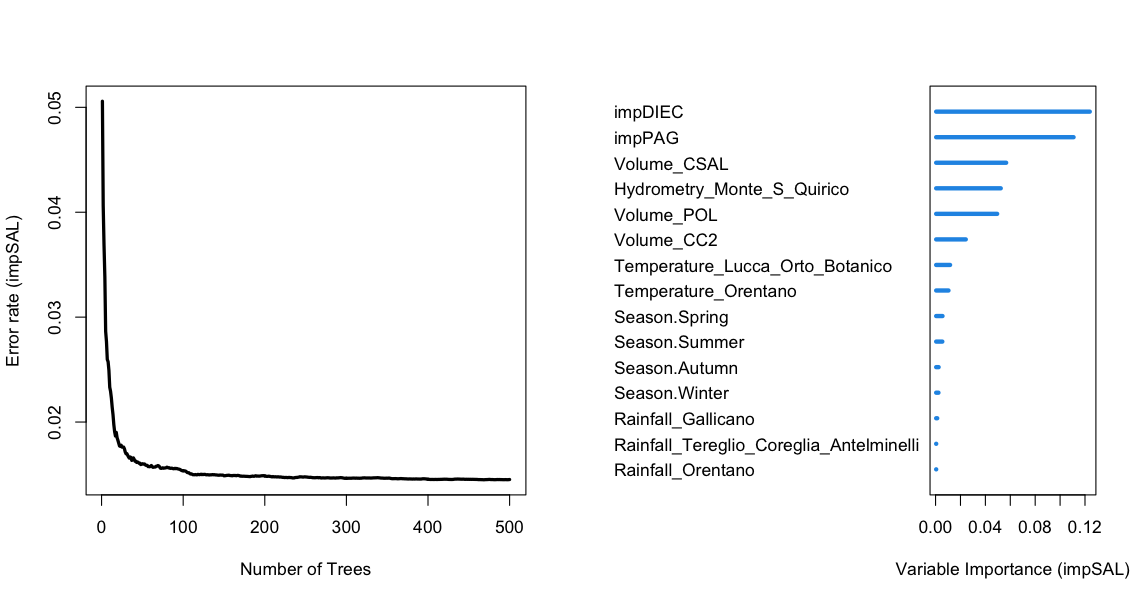 Error rate (impSAL)
0.05
0.04
0.03
0.02
0
100
200
300
400
500
Number of Trees
impDIEC
impPAG
Volume_CSAL
Hydrometry_Monte_S_Quirico
Volume_POL
Volume_CC2
Temperature_Lucca_Orto_Botanico
Temperature_Orentano
Season.Spring
Season.Summer
Season.Autumn
Season.Winter
Rainfall_Gallicano
Rainfall_Tereglio_Coreglia_Antelminelli
Rainfall_Orentano
0.00
0.04
0.08
0.12
Variable Importance (impSAL)